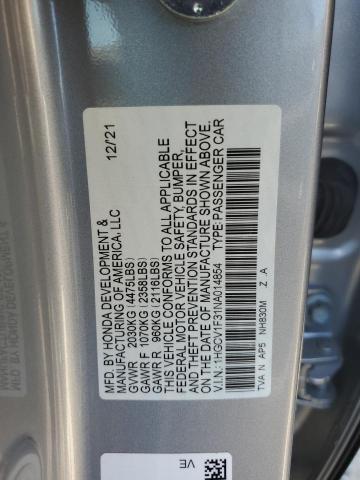 12/21
MFD. BY HONDA DEVELOPMENT &
MANUFACTURING OF AMERICA, LLC
GVWR 2030KG (4475LBS)
GAWR F 1070KG (2358LBS)
GAWR R 960KG (2116LBS)
THIS VEHICLE CONFORMS TO ALL APPLICABLE
FEDERAL MOTOR VEHICLE SAFETY, BUMPER,
AND THEFT PREVENTION STANDARDS IN EFFECT
ON THE DATE OF MANUFACTURE SHOWN ABOVE.
V.I.N.: 1HGCV1F31NA014854 TYPE:PASSENGER CAR
TVA N AP5 NH830M Z .A
VE